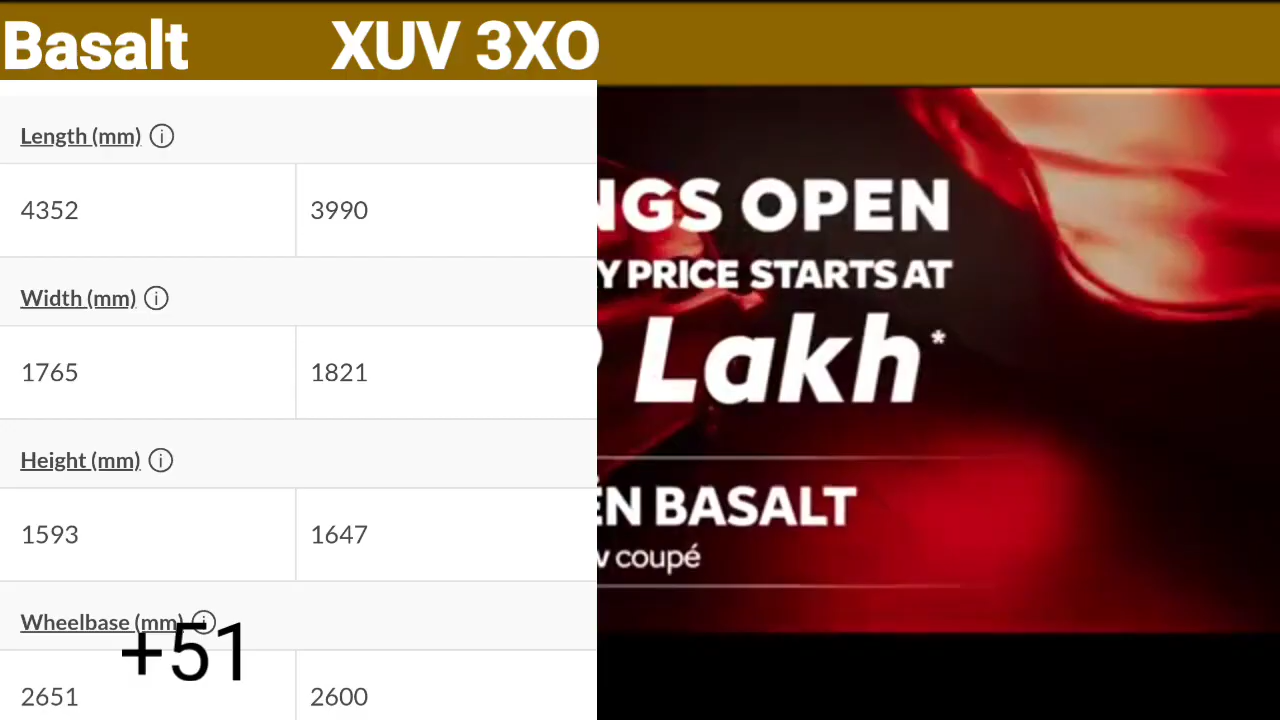 Basalt XUV 3XO
Length (mm)
4352 3990
Width (mm)
1765 1821
Height (mm)
1593 1647
Wheelbase (mm)
+51
2651 2600
NGS OPEN
Y PRICE STARTS AT
Lakh*
ËN BASALT
v coupé